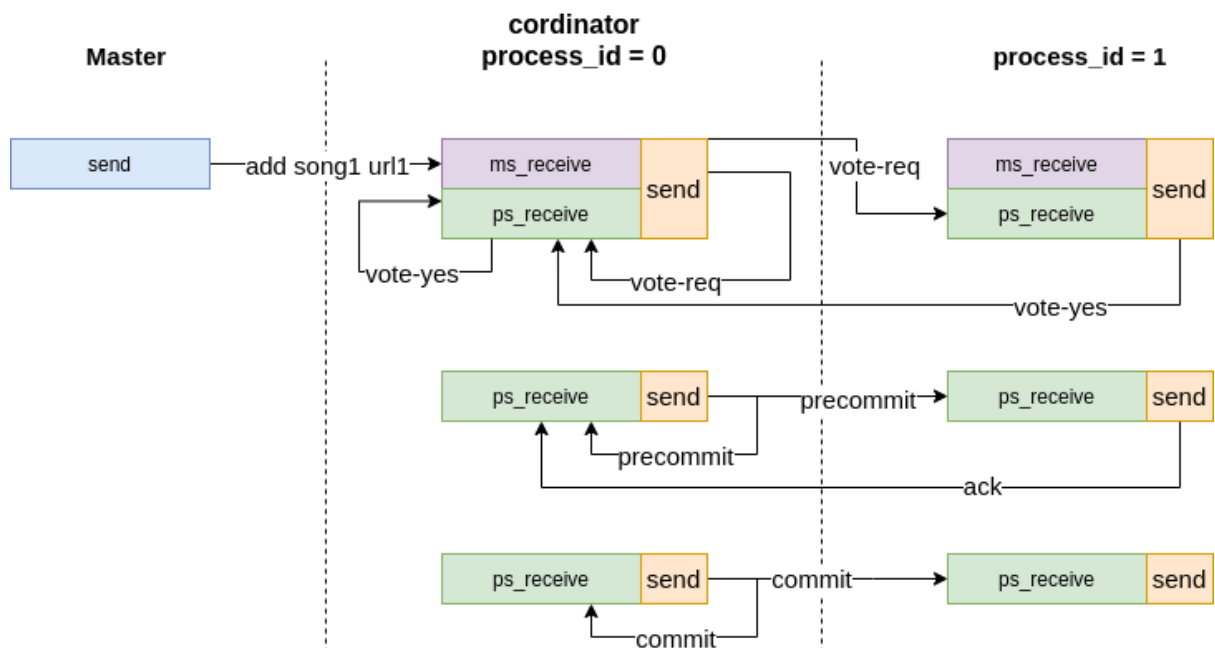 Master
cordinator
process_id = 0
process_id = 1
send
add song1 url1
ms_receive
ps_receive
send
vote-req
ms_receive
ps_receive
send
vote-yes
vote-req
vote-yes
ps_receive
send
precommit
ps_receive
send
precommit
ack
ps_receive
send
commit
ps_receive
send
commit